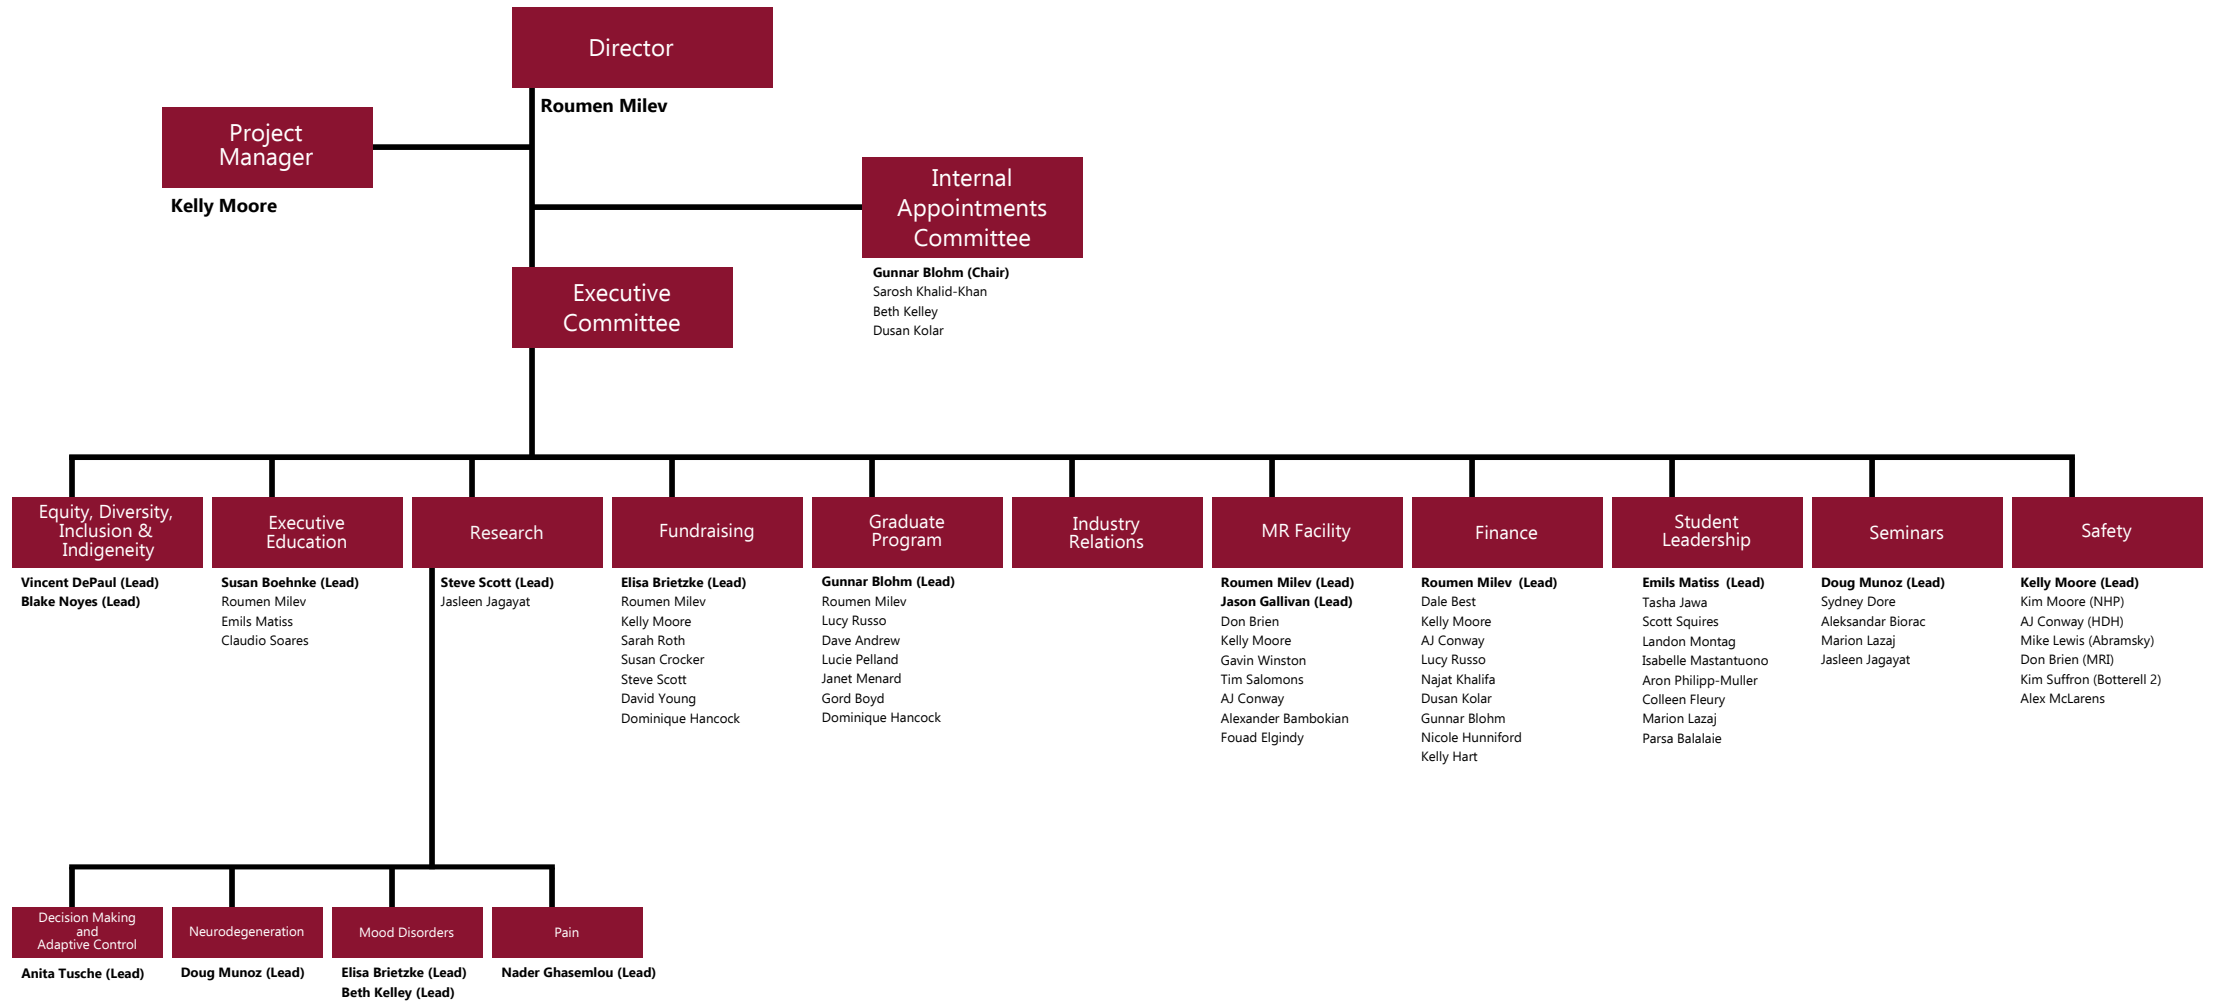 Director
Roumen Milev
Project
Manager
Kelly Moore
Internal
Appointments
Committee
Gunnar Blohm (Chair)
Sarosh Khalid-Khan
Beth Kelley
Dusan Kolar
Executive
Committee
Equity, Diversity,
Inclusion &
Indigeneity
Vincent DePaul (Lead)
Blake Noyes (Lead)
Executive
Education
Susan Boehnke (Lead)
Roumen Milev
Emils Matiss
Claudio Soares
Research
Steve Scott (Lead)
Jasleen Jagayat
Fundraising
Elisa Brietzke (Lead)
Roumen Milev
Kelly Moore
Sarah Roth
Susan Crocker
Steve Scott
David Young
Dominique Hancock
Graduate
Program
Gunnar Blohm (Lead)
Roumen Milev
Lucy Russo
Dave Andrew
Lucie Pelland
Janet Menard
Gord Boyd
Dominique Hancock
Industry
Relations
MR Facility
Roumen Milev (Lead)
Jason Gallivan (Lead)
Don Brien
Kelly Moore
Gavin Winston
Tim Salomons
AJ Conway
Alexander Bambokian
Fouad Elgindy
Finance
Roumen Milev (Lead)
Dale Best
Kelly Moore
AJ Conway
Lucy Russo
Najat Khalifa
Dusan Kolar
Gunnar Blohm
Nicole Hunniford
Kelly Hart
Student
Leadership
Emils Matiss (Lead)
Tasha Jawa
Scott Squires
Landon Montag
Isabelle Mastantuono
Aron Philipp-Muller
Colleen Fleury
Marion Lazaj
Parsa Balalaie
Seminars
Doug Munoz (Lead)
Sydney Dore
Aleksandar Biorac
Marion Lazaj
Jasleen Jagayat
Safety
Kelly Moore (Lead)
Kim Moore (NHP)
AJ Conway (HDH)
Mike Lewis (Abramsky)
Don Brien (MRI)
Kim Suffron (Botterell 2)
Alex McLarens
Decision Making
and
Adaptive Control
Anita Tusche (Lead)
Neurodegeneration
Doug Munoz (Lead)
Mood Disorders
Elisa Brietzke (Lead)
Beth Kelley (Lead)
Pain
Nader Ghasemlou (Lead)